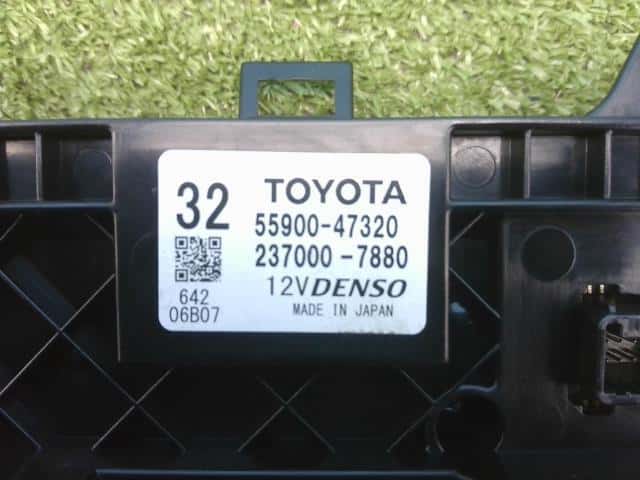 32
TOYOTA
55900-47320
237000-7880
12V DENSO
642
06B07
MADE IN JAPAN